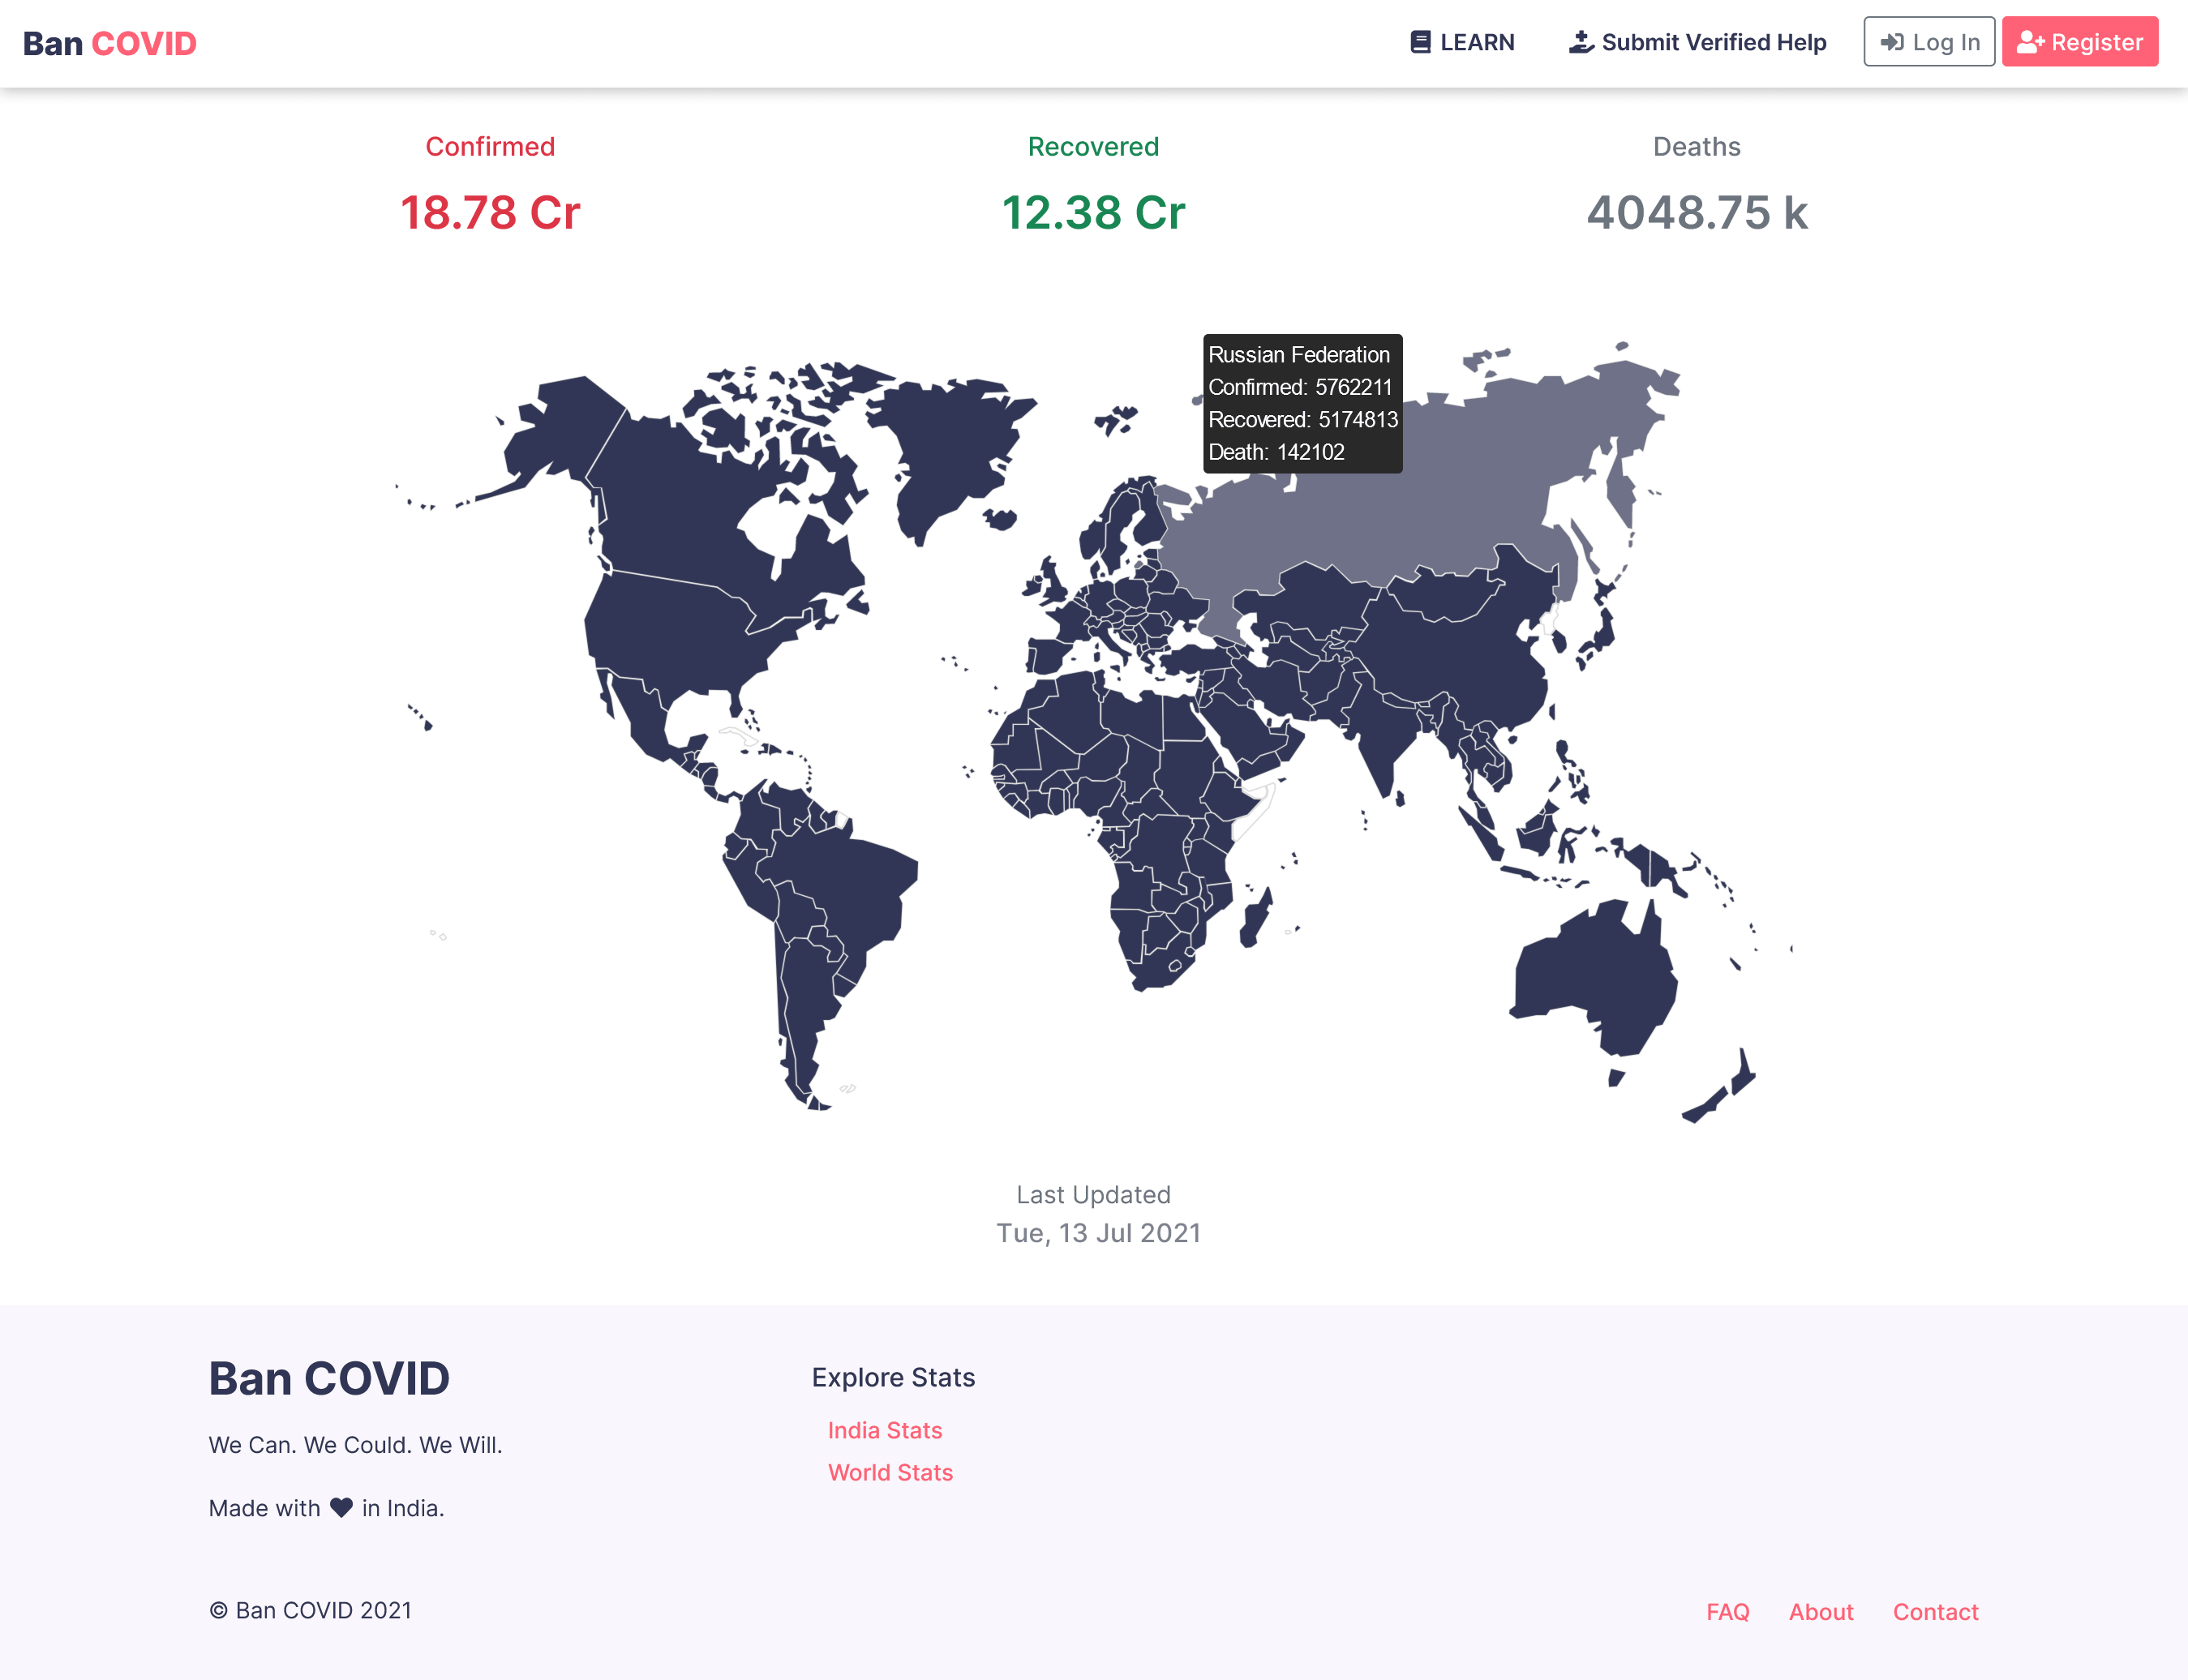 Ban COVID
LEARN
Submit Verified Help
Log In
Register
Confirmed
18.78 Cr
Recovered
12.38 Cr
Deaths
4048.75 k
Russian Federation
Confirmed: 5762211
Recovered: 5174813
Death: 142102
Last Updated
Tue, 13 Jul 2021
Ban COVID
We Can. We Could. We Will.
Made with ♥ in India.
Explore Stats
India Stats
World Stats
© Ban COVID 2021
FAQ
About
Contact